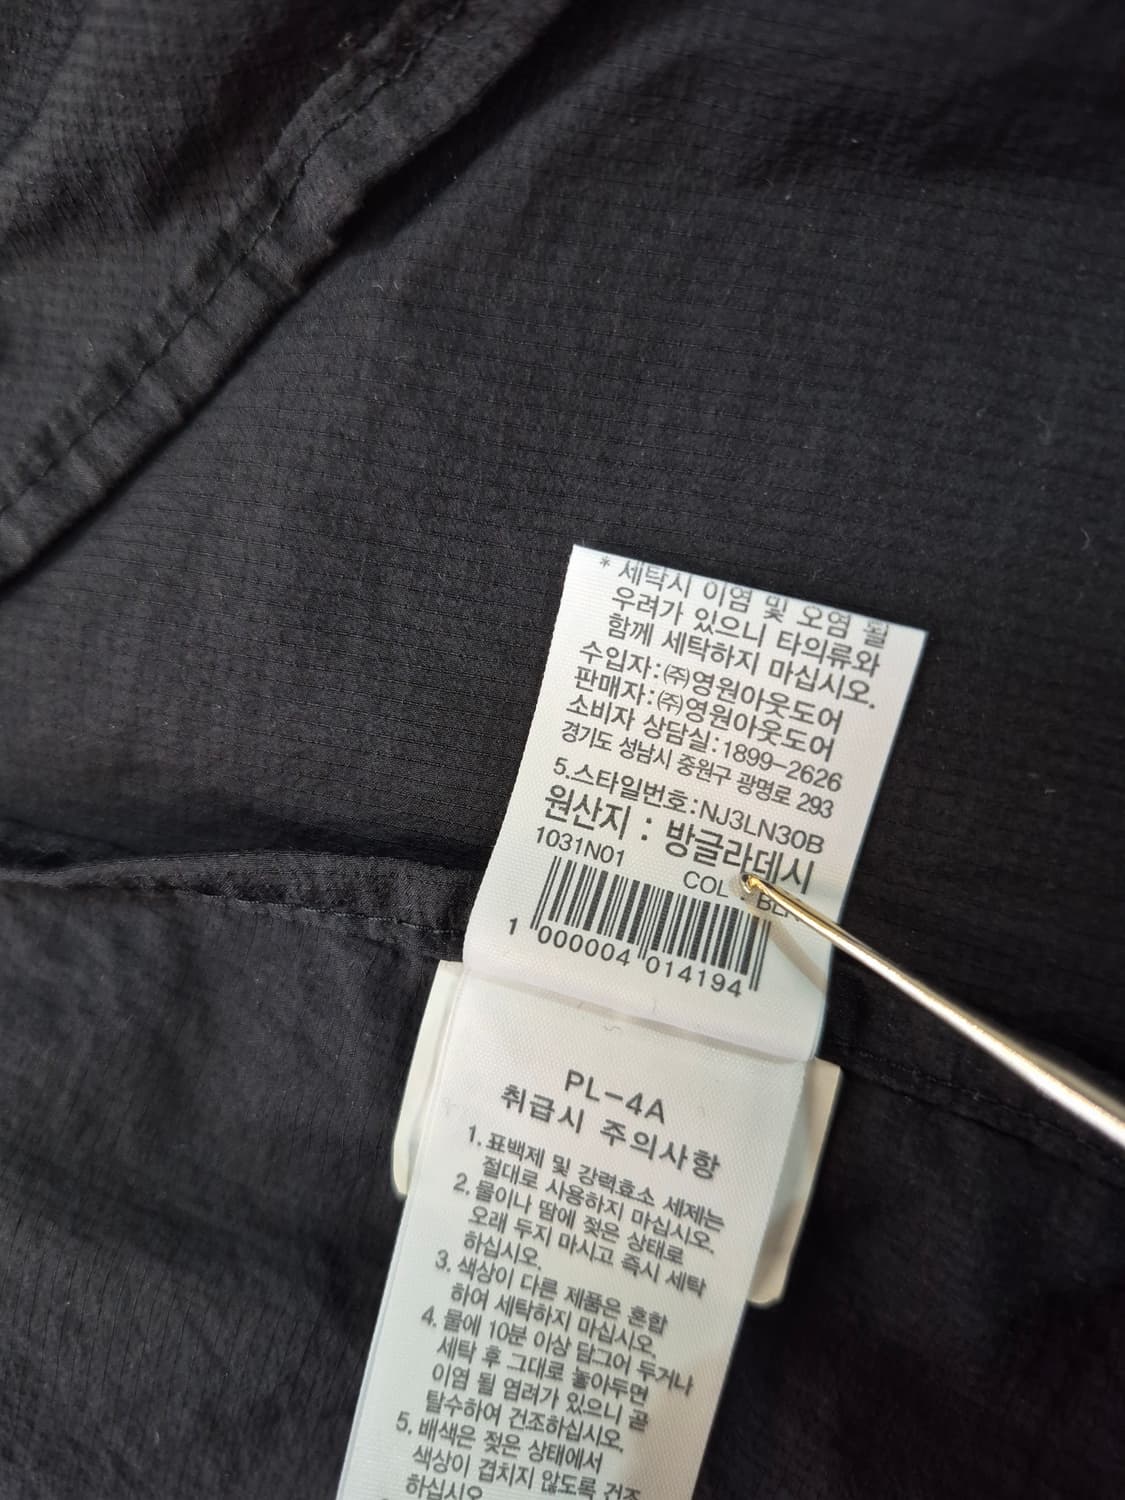 * 세탁시 이염 및 오염 될
우려가 있으니 타의류와
함께 세탁하지 마십시오.
수입자:㈜영원아웃도어
판매자:㈜영원아웃도어
소비자 상담실:1899-2626
경기도 성남시 중원구 광명로 293
5.스타일번호:NJ3LN30B
원산지 : 방글라데시
1031N01
COL
1 000004 014194
PL-4A
취급시 주의사항
1.표백제 및 강력효소 세제는
절대로 사용하지 마십시오.
2.물이나 땀에 젖은 상태로
오래 두지 마시고 즉시 세탁
하십시오.
3.색상이 다른 제품은 혼합
하여 세탁하지 마십시오.
4.물에 10분 이상 담그어 두거나
세탁 후 그대로 놓아두면
이염 될 염려가 있으니 곧
탈수하여 건조하십시오.
5.배색은 젖은 상태에서
색상이 겹치지 않도록 건조
하십시오